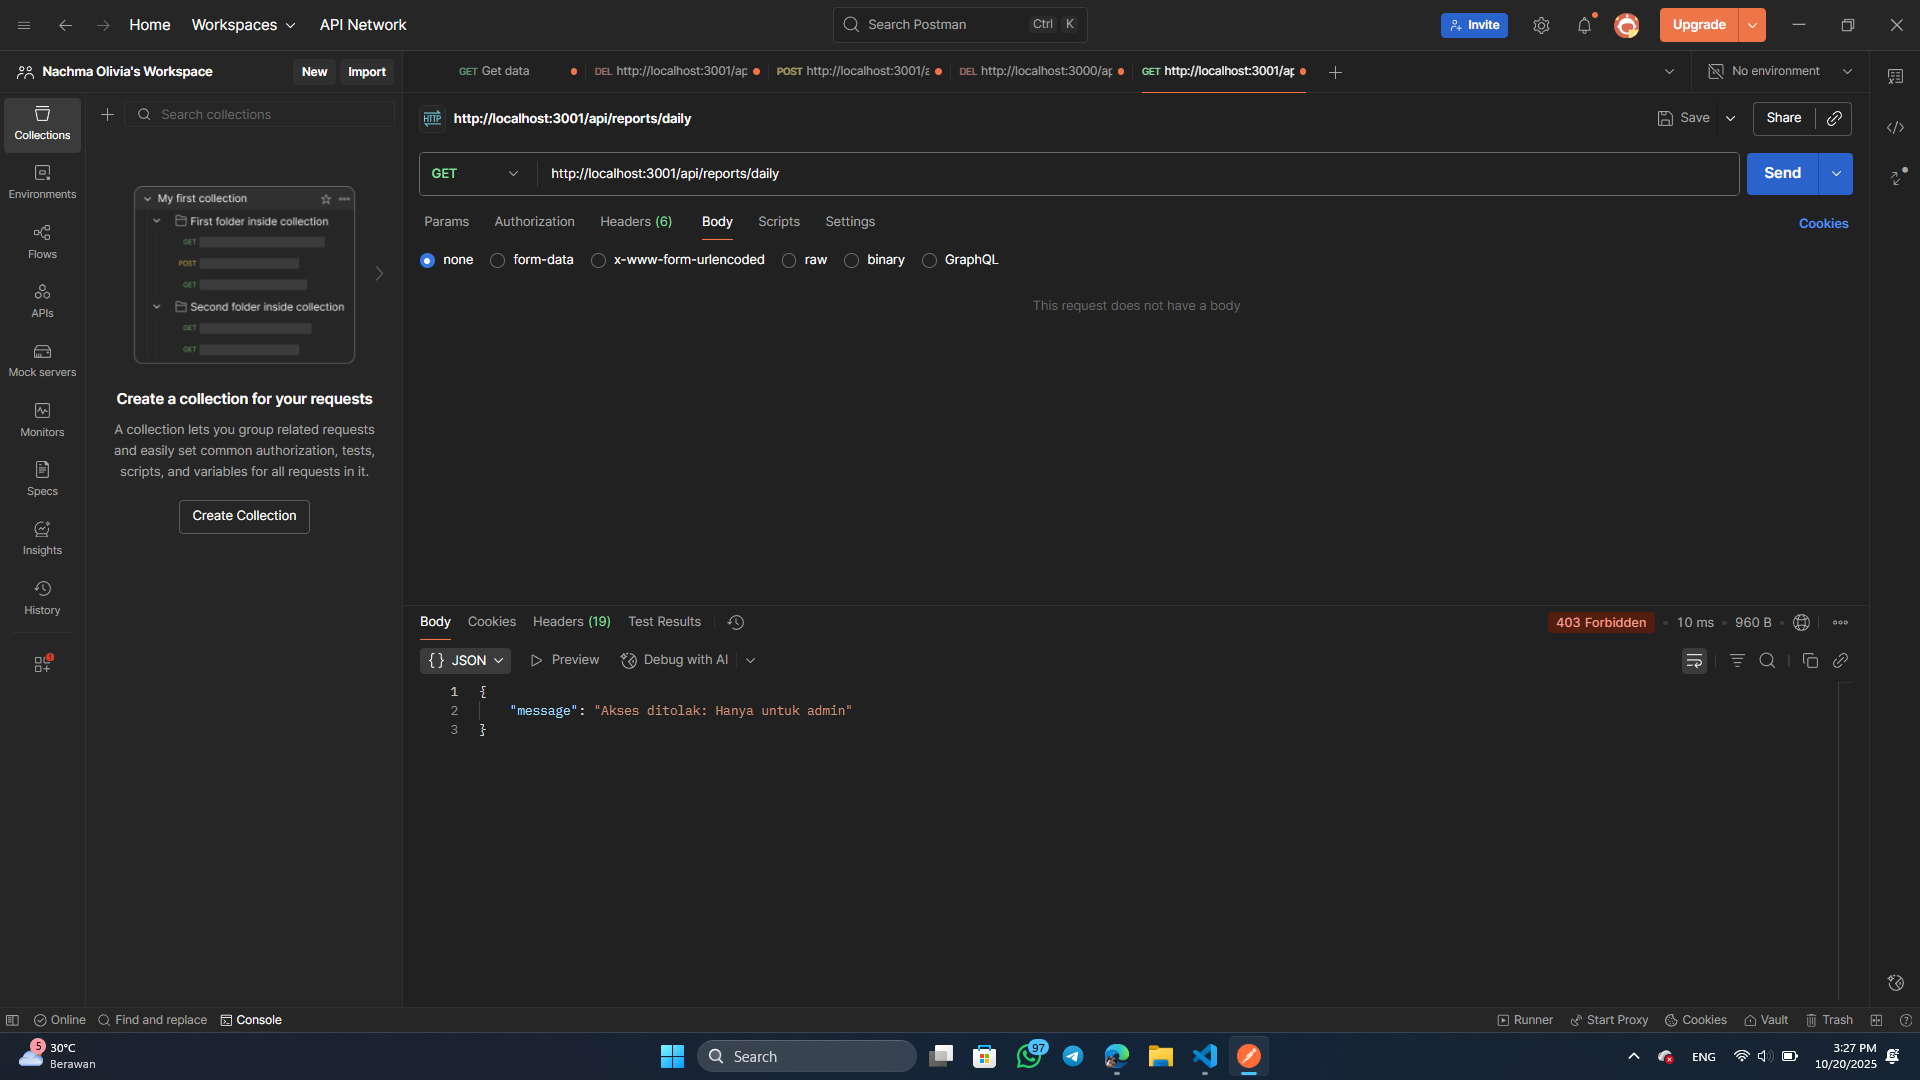 Home
Workspaces
API Network
Search Postman
Ctrl K
Invite
Upgrade
Nachma Olivia's Workspace
New
Import
GET Get data
DEL http://localhost:3001/ap
POST http://localhost:3001/a
DEL http://localhost:3000/ap
GET http://localhost:3001/ap
No environment
Collections
Environments
Flows
APIs
Mock servers
Monitors
Specs
Insights
History
Search collections
My first collection
First folder inside collection
GET
POST
GET
Second folder inside collection
GET
GET
Create a collection for your requests
A collection lets you group related requests
and easily set common authorization, tests,
scripts, and variables for all requests in it.
Create Collection
HTTP
http://localhost:3001/api/reports/daily
Save
Share
GET
http://localhost:3001/api/reports/daily
Send
Params
Authorization
Headers (6)
Body
Scripts
Settings
Cookies
none
form-data
x-www-form-urlencoded
raw
binary
GraphQL
This request does not have a body
Body
Cookies
Headers (19)
Test Results
403 Forbidden
10 ms
960 B
{} JSON
Preview
Debug with AI
1 {
2 "message": "Akses ditolak: Hanya untuk admin"
3 }
Online
Find and replace
Console
Runner
Start Proxy
Cookies
Vault
Trash
5
30°C
Berawan
Search
97
ENG
3:27 PM
10/20/2025